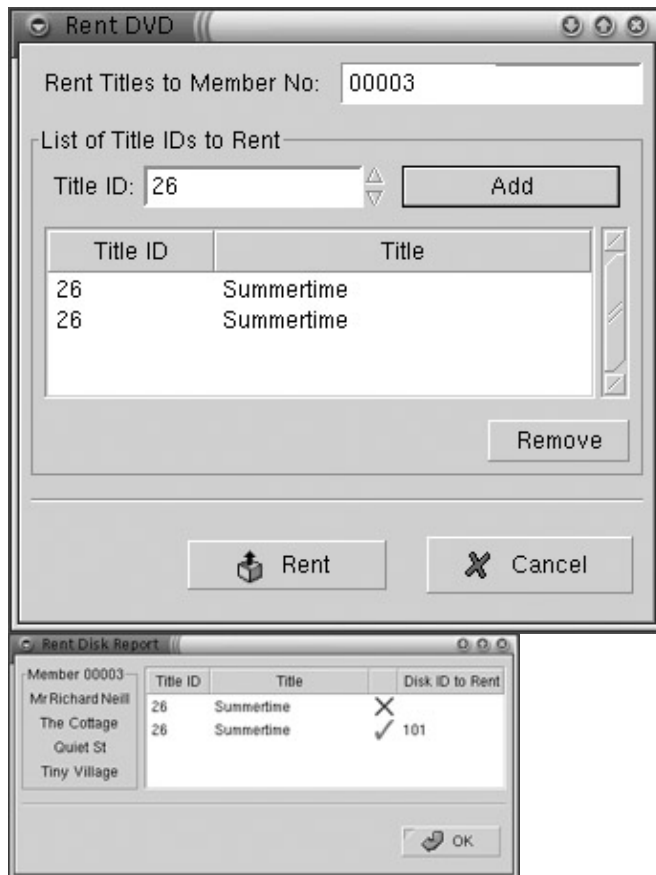 Rent DVD
Rent Titles to Member No: 00003
List of Title IDs to Rent
Title ID: 26 Add
Title ID Title
26 Summertime
26 Summertime
Remove
Rent Cancel
Rent Disk Report
Member 00003
Mr Richard Neill
The Cottage
Quiet St
Tiny Village
Title ID Title Disk ID to Rent
26 Summertime
26 Summertime 101
OK